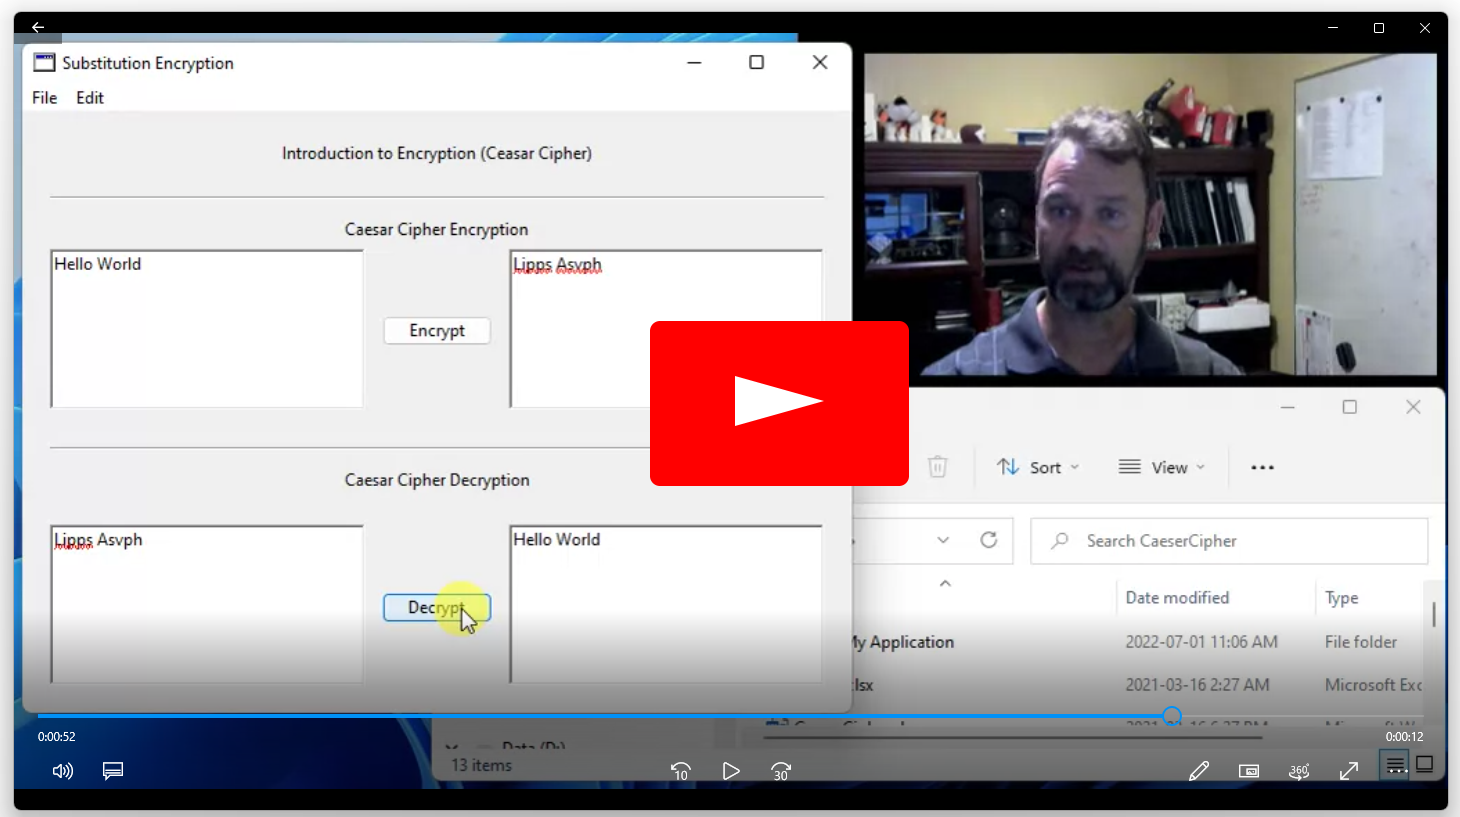 Substitution Encryption
File Edit
Introduction to Encryption (Ceasar Cipher)
Caesar Cipher Encryption
Hello World
Lipps Asvph
Encrypt
Caesar Cipher Decryption
Lipps Asvph
Hello World
Decrypt
Sort
View
Search CaeserCipher
Date modified
Type
My Application
2022-07-01 11:06 AM
File folder
lsx
2021-03-16 2:27 AM
Microsoft Exc
Data (D:)
13 items
0:00:52
0:00:12
10
30
360